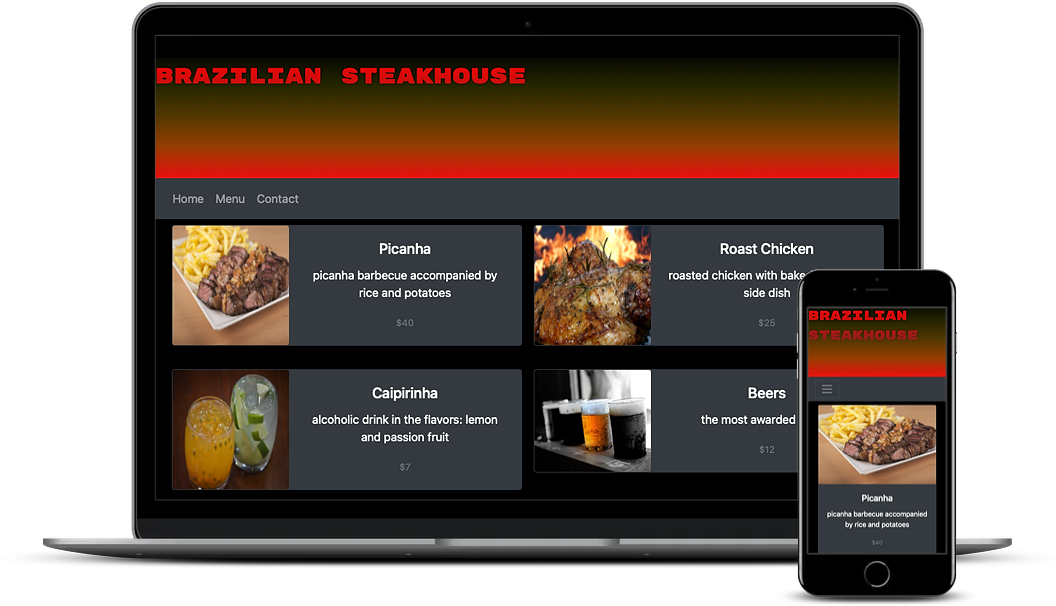 BRAZILIAN STEAKHOUSE
Home Menu Contact
Picanha
picanha barbecue accompanied by
rice and potatoes
$40
Roast Chicken
roasted chicken with bake
side dish
$25
Caipirinha
alcoholic drink in the flavors: lemon
and passion fruit
$7
Beers
the most awarded
$12
BRAZILIAN
STEAKHOUSE
Picanha
picanha barbecue accompanied
by rice and potatoes
$40